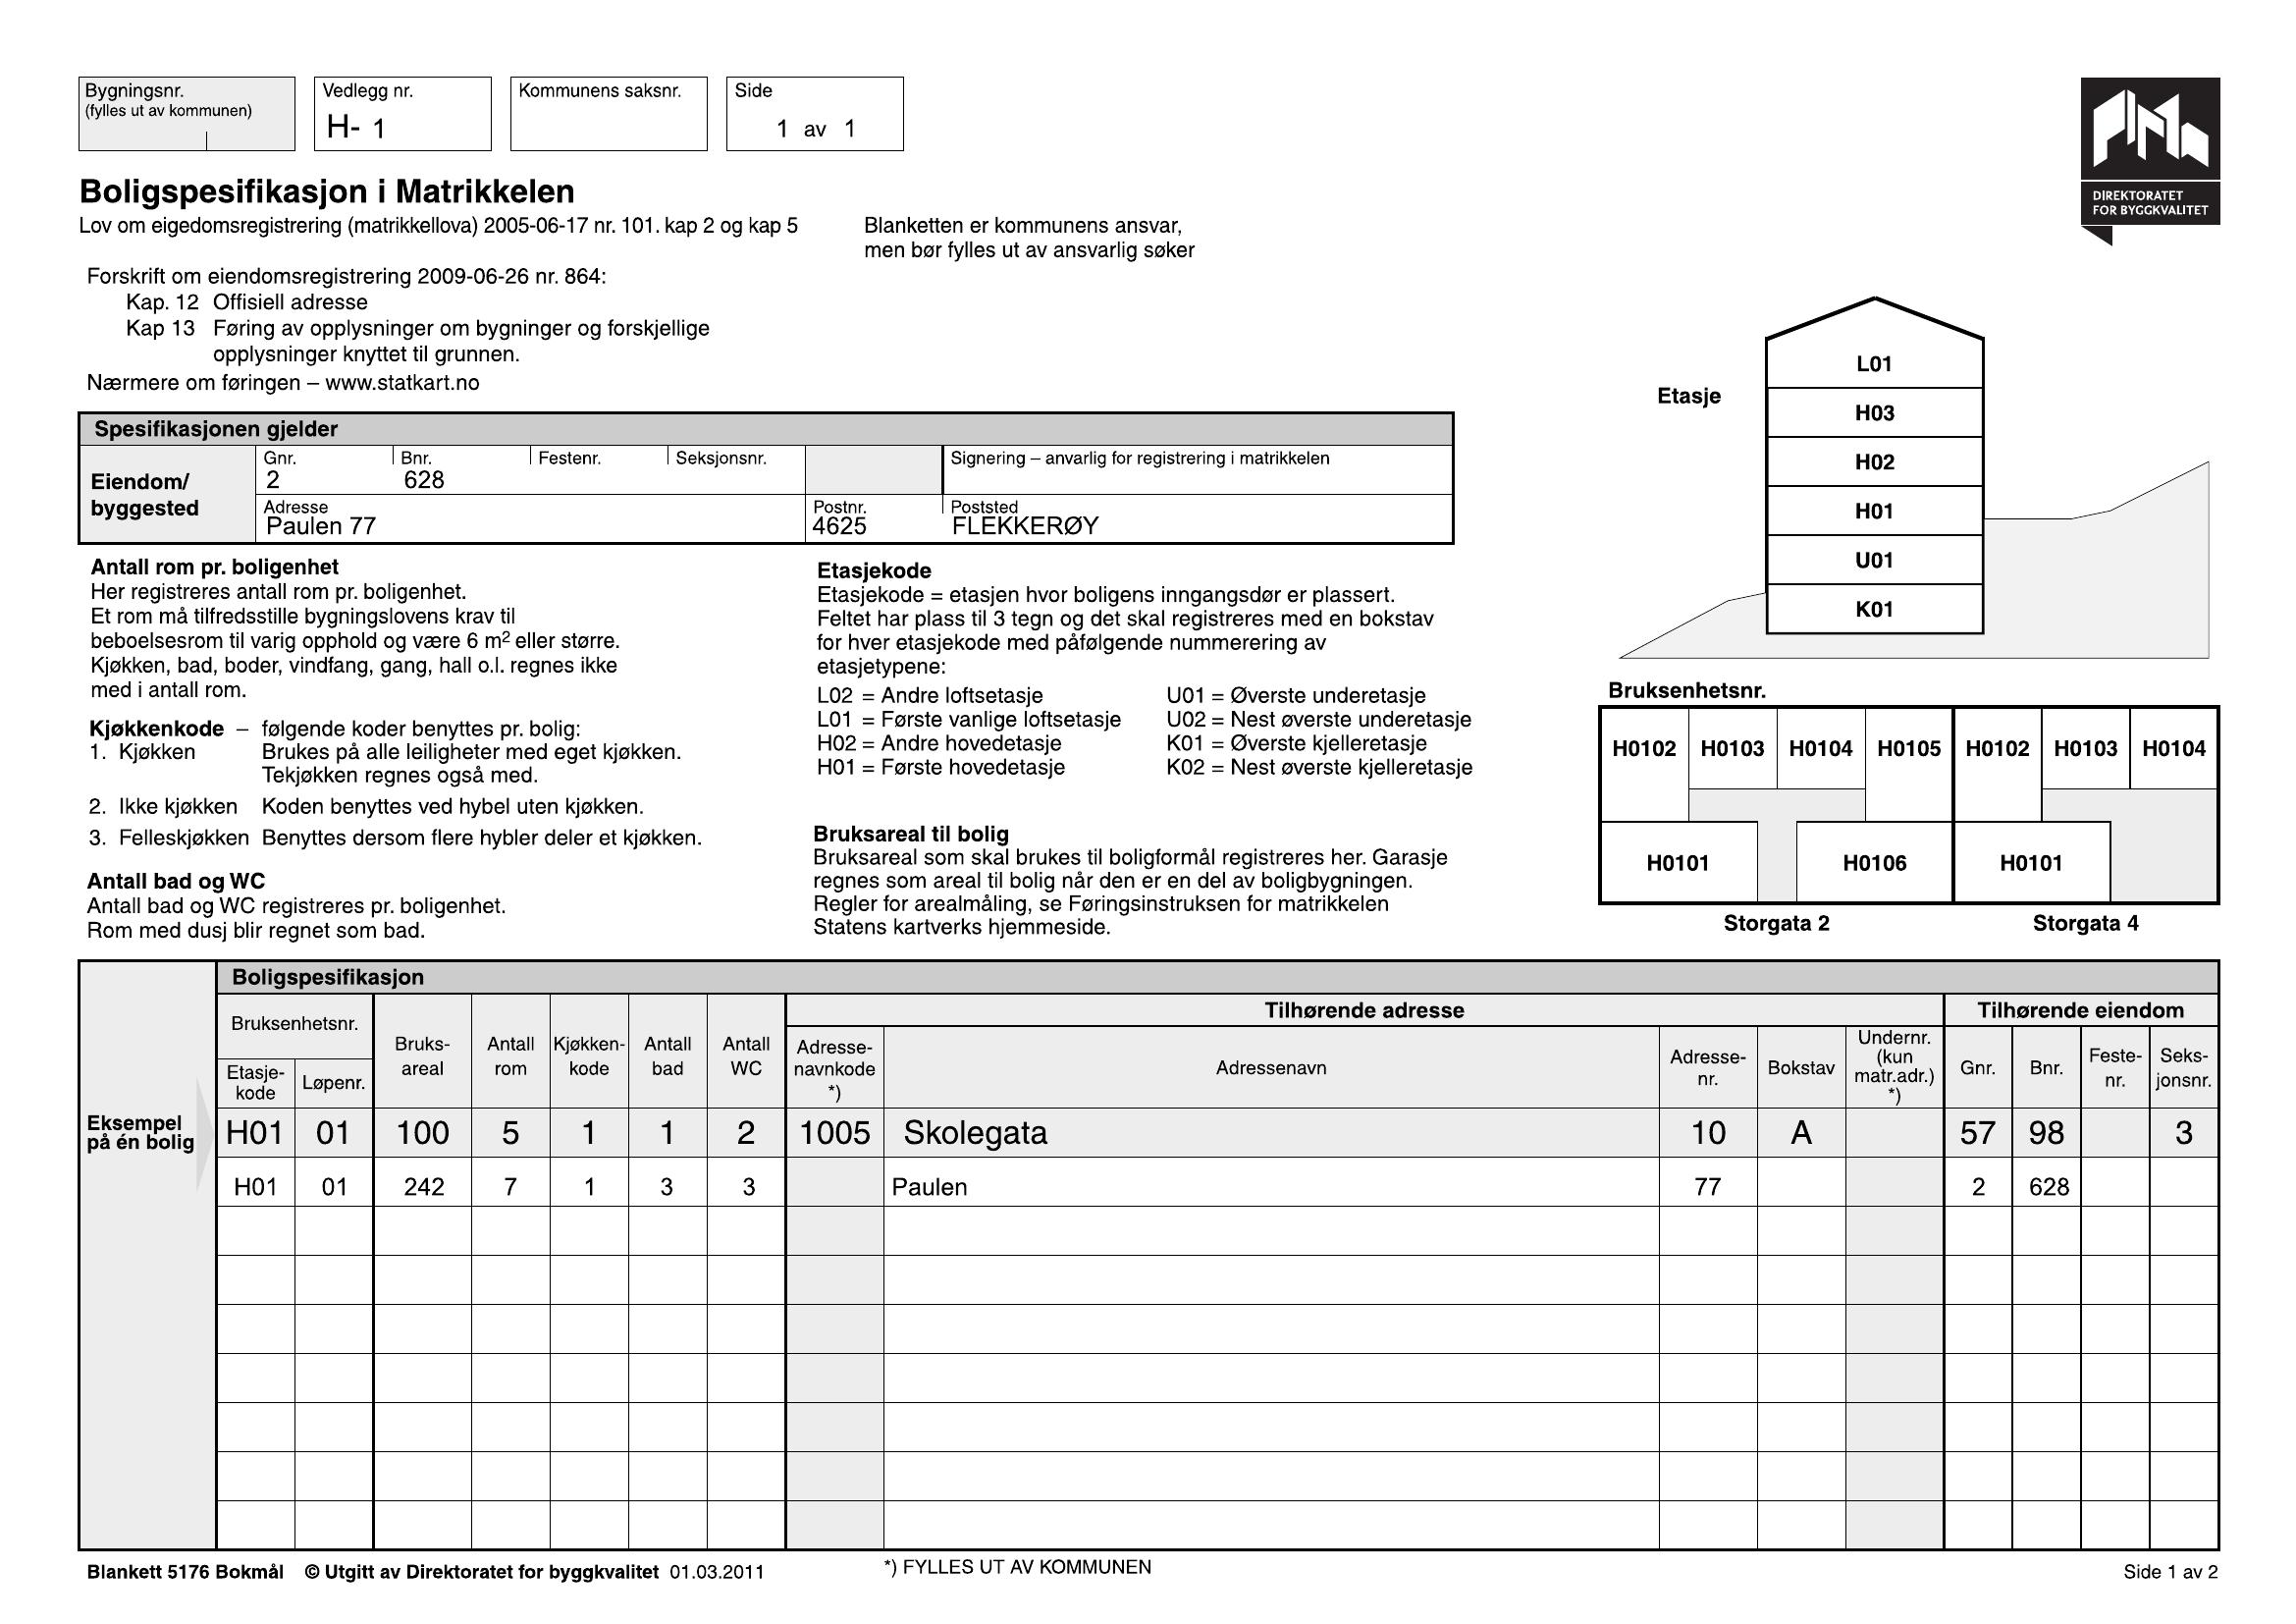 Bygningsnr.
(fylles ut av kommunen)
Vedlegg nr.
H- 1
Kommunens saksnr.
Side
1 av 1
DIREKTORATET
FOR BYGGKVALITET
Boligspesifikasjon i Matrikkelen
Lov om eigedomsregistrering (matrikkellova) 2005-06-17 nr. 101. kap 2 og kap 5
Blanketten er kommunens ansvar,
men bør fylles ut av ansvarlig søker
Forskrift om eiendomsregistrering 2009-06-26 nr. 864:
Kap. 12 Offisiell adresse
Kap 13 Føring av opplysninger om bygninger og forskjellige
opplysninger knyttet til grunnen.
Nærmere om føringen – www.statkart.no
Etasje
L01
H03
H02
H01
U01
K01
Spesifikasjonen gjelder
Eiendom/
byggested
Gnr. Bnr. Festenr. Seksjonsnr. Signering – anvarlig for registrering i matrikkelen
2 628
Adresse Postnr. Poststed
Paulen 77 4625 FLEKKERØY
Antall rom pr. boligenhet
Her registreres antall rom pr. boligenhet.
Et rom må tilfredsstille bygningslovens krav til
beboelsesrom til varig opphold og være 6 m² eller større.
Kjøkken, bad, boder, vindfang, gang, hall o.l. regnes ikke
med i antall rom.
Kjøkkenkode – følgende koder benyttes pr. bolig:
1. Kjøkken Brukes på alle leiligheter med eget kjøkken.
Tekjøkken regnes også med.
2. Ikke kjøkken Koden benyttes ved hybel uten kjøkken.
3. Felleskjøkken Benyttes dersom flere hybler deler et kjøkken.
Antall bad og WC
Antall bad og WC registreres pr. boligenhet.
Rom med dusj blir regnet som bad.
Etasjekode
Etasjekode = etasjen hvor boligens inngangsdør er plassert.
Feltet har plass til 3 tegn og det skal registreres med en bokstav
for hver etasjekode med påfølgende nummerering av
etasjetypene:
L02 = Andre loftsetasje U01 = Øverste underetasje
L01 = Første vanlige loftsetasje U02 = Nest øverste underetasje
H02 = Andre hovedetasje K01 = Øverste kjelleretasje
H01 = Første hovedetasje K02 = Nest øverste kjelleretasje
Bruksareal til bolig
Bruksareal som skal brukes til boligformål registreres her. Garasje
regnes som areal til bolig når den er en del av boligbygningen.
Regler for arealmåling, se Føringsinstruksen for matrikkelen
Statens kartverks hjemmeside.
Bruksenhetsnr.
H0102 H0103 H0104 H0105 H0102 H0103 H0104
H0101 H0106 H0101
Storgata 2 Storgata 4
Boligspesifikasjon
Bruksenhetsnr.
Etasje-
kode
Løpenr.
Bruks-
areal
Antall
rom
Kjøkken-
kode
Antall
bad
Antall
WC
Tilhørende adresse
Adresse-
navnkode
*)
Adressenavn
Adresse-
nr.
Bokstav
Undernr.
(kun
matr.adr.)
*)
Tilhørende eiendom
Gnr.
Bnr.
Feste-
nr.
Seks-
jonsnr.
Eksempel
på én bolig
H01 01 100 5 1 1 2 1005 Skolegata 10 A 57 98 3
H01 01 242 7 1 3 3 Paulen 77 2 628
Blankett 5176 Bokmål © Utgitt av Direktoratet for byggkvalitet 01.03.2011
*) FYLLES UT AV KOMMUNEN
Side 1 av 2